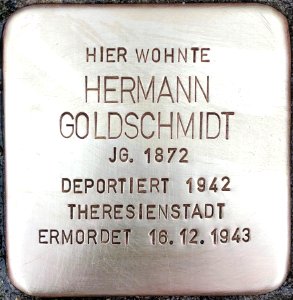 HIER WOHNTE
HERMANN
GOLDSCHMIDT
JG. 1872
DEPORTIERT 1942
THERESIENSTADT
ERMORDET 16.12.1943